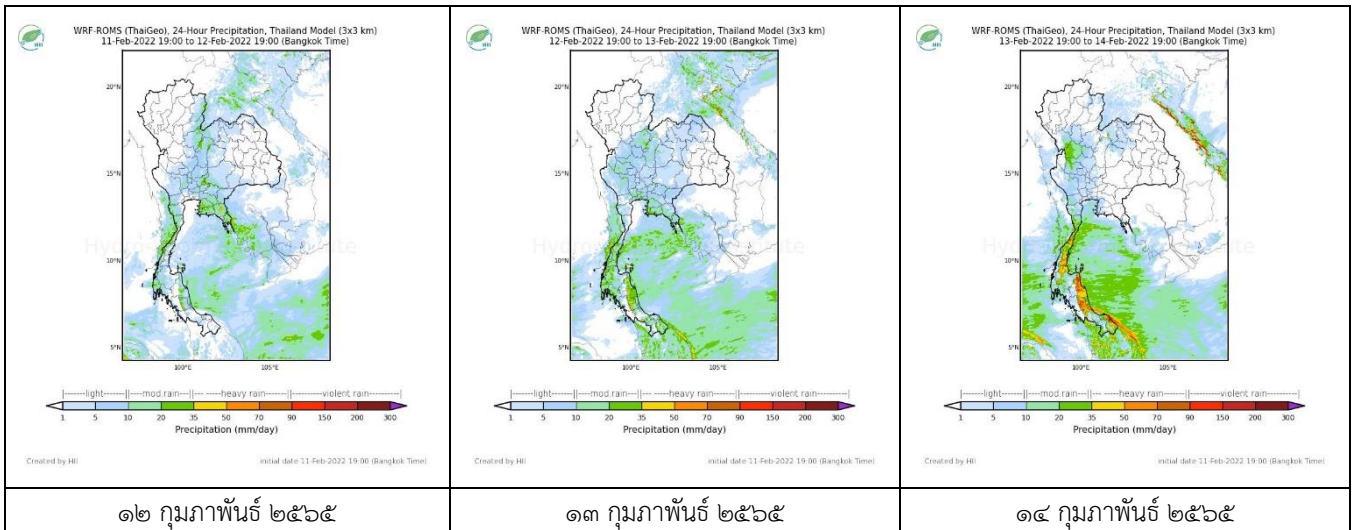 WRF-ROMS (ThaiGeo), 24-Hour Precipitation, Thailand Model (3x3 km)
11-Feb-2022 19:00 to 12-Feb-2022 19:00 (Bangkok Time)
HII
20°N
15°N
10°N
5°N
100°E 105°E
|------light------||---mod.rain---|--- ---heavy rain ---||------violent rain------|
1 5 10 20 35 50 70 90 150 200 300
Precipitation (mm/day)
Created by HII initial date 11-Feb-2022 19:00 (Bangkok Time)
๑๒ กุมภาพันธ์ ๒๕๖๕
WRF-ROMS (ThaiGeo), 24-Hour Precipitation, Thailand Model (3x3 km)
12-Feb-2022 19:00 to 13-Feb-2022 19:00 (Bangkok Time)
HII
20°N
15°N
10°N
5°N
100°E 105°E
|------light------||---mod.rain---|--- ---heavy rain ---||------violent rain------|
1 5 10 20 35 50 70 90 150 200 300
Precipitation (mm/day)
Created by HII initial date 11-Feb-2022 19:00 (Bangkok Time)
๑๓ กุมภาพันธ์ ๒๕๖๕
WRF-ROMS (ThaiGeo), 24-Hour Precipitation, Thailand Model (3x3 km)
13-Feb-2022 19:00 to 14-Feb-2022 19:00 (Bangkok Time)
HII
20°N
15°N
10°N
5°N
100°E 105°E
|------light------||---mod.rain---|--- ---heavy rain ---||------violent rain------|
1 5 10 20 35 50 70 90 150 200 300
Precipitation (mm/day)
Created by HII initial date 11-Feb-2022 19:00 (Bangkok Time)
๑๔ กุมภาพันธ์ ๒๕๖๕